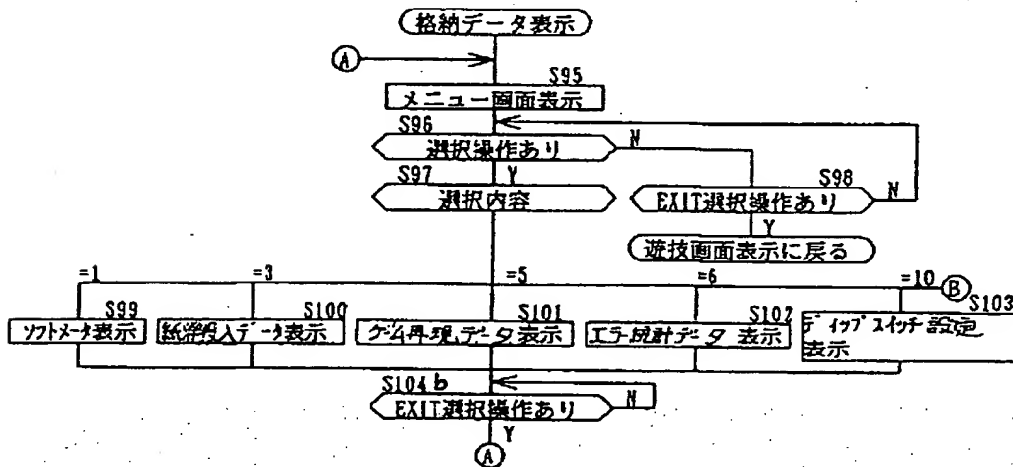 格納データ表示
A
S95
メニュー画面表示
S96
選択操作あり
N
Y
S97
選択内容
S98
EXIT選択操作あり
N
Y
遊技画面表示に戻る
=1
=3
=5
=6
=10
B
S99
ソフトメータ表示
S100
紙幣投入データ表示
S101
ゲーム再現データ表示
S102
エラー統計データ表示
S103
ディップスイッチ設定
表示
S104b
EXIT選択操作あり
N
Y
A